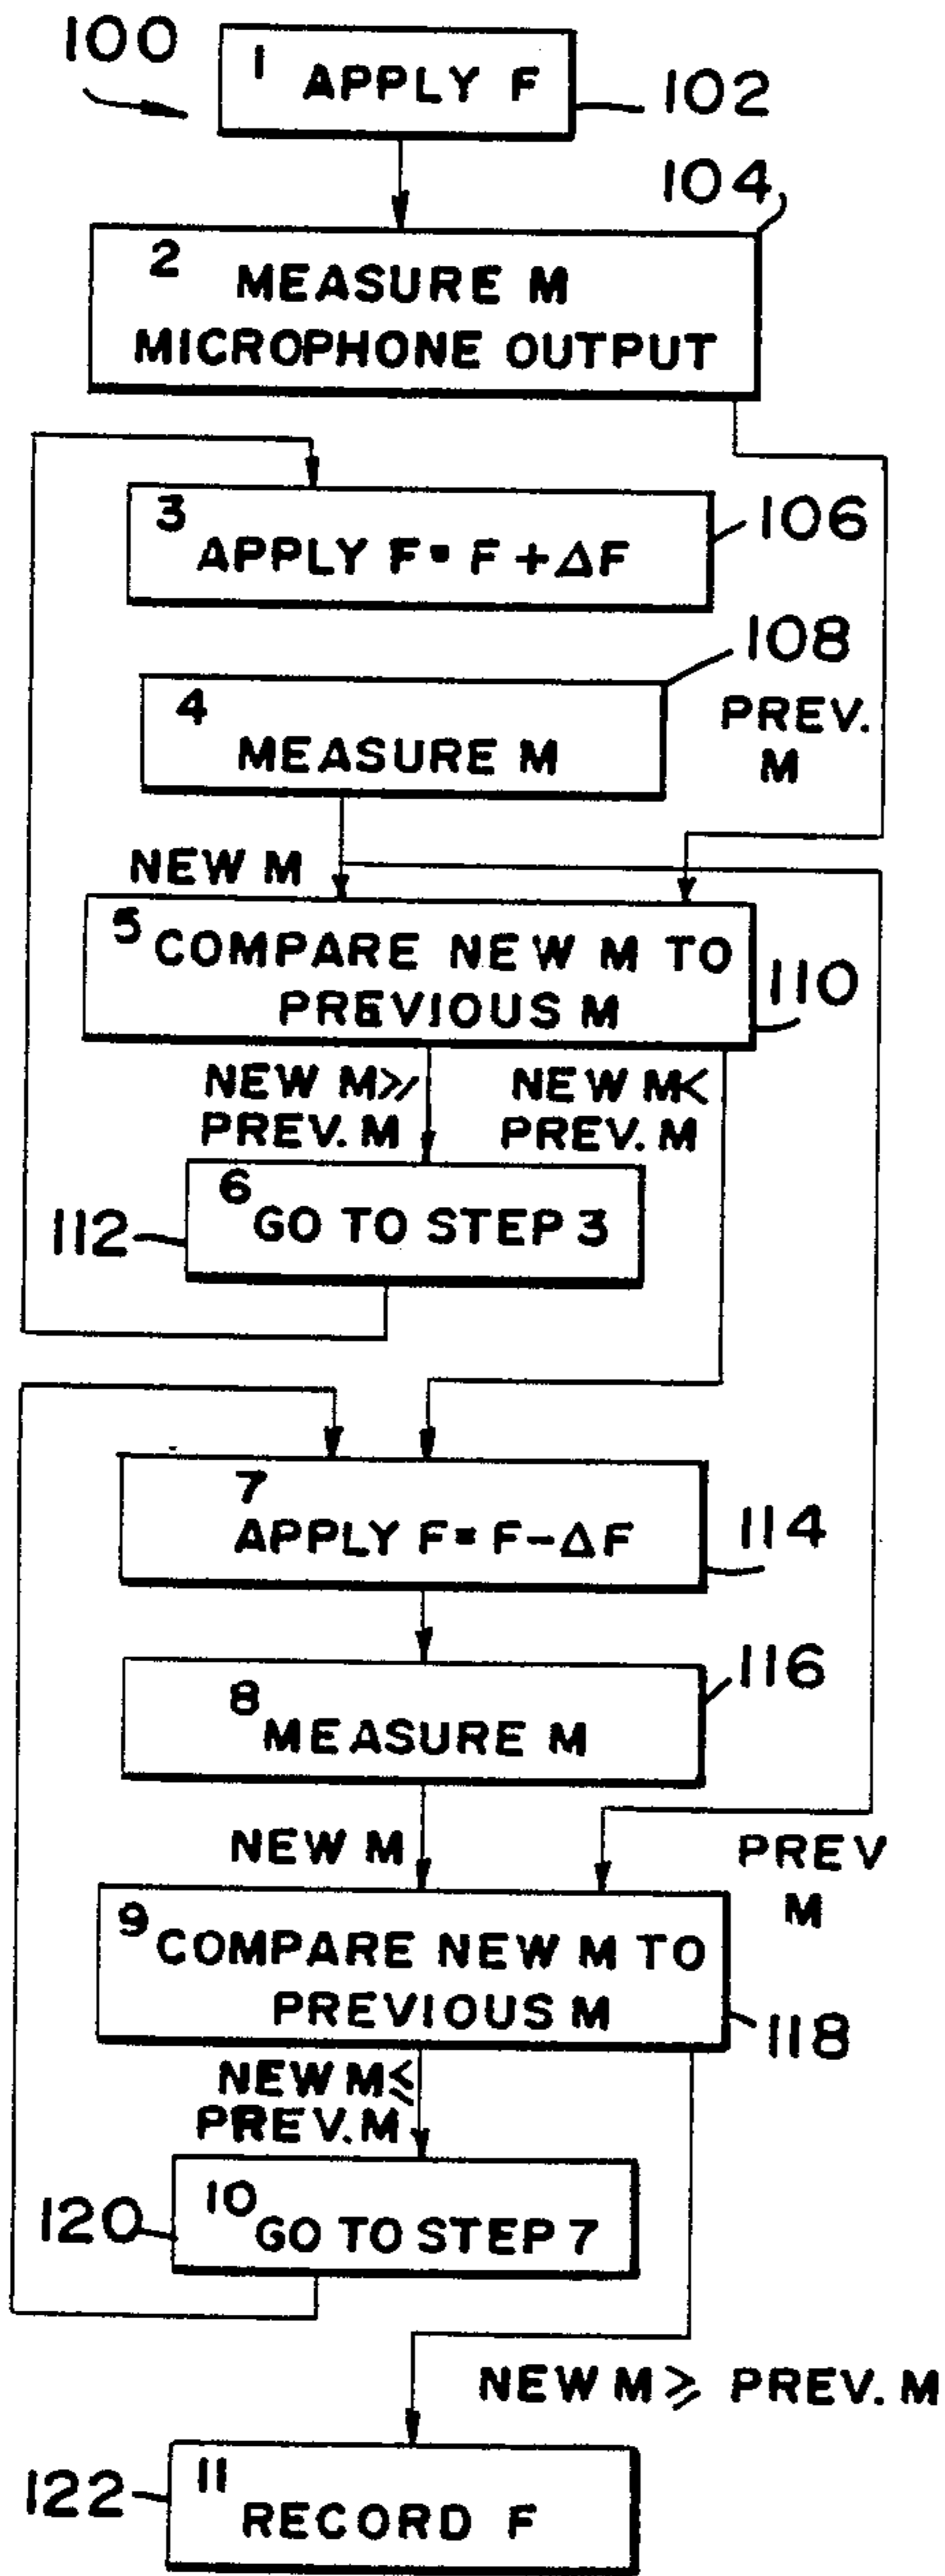 100
1 APPLY F
102
104
2 MEASURE M
MICROPHONE OUTPUT
3 APPLY F = F + ΔF
106
108
4 MEASURE M
PREV.
M
NEW M
5 COMPARE NEW M TO
PREVIOUS M
110
NEW M ≥
PREV. M
NEW M <
PREV. M
6 GO TO STEP 3
112
7 APPLY F = F - ΔF
114
116
8 MEASURE M
NEW M
PREV
M
9 COMPARE NEW M TO
PREVIOUS M
118
NEW M ≤
PREV. M
10 GO TO STEP 7
120
NEW M ≥ PREV. M
11 RECORD F
122